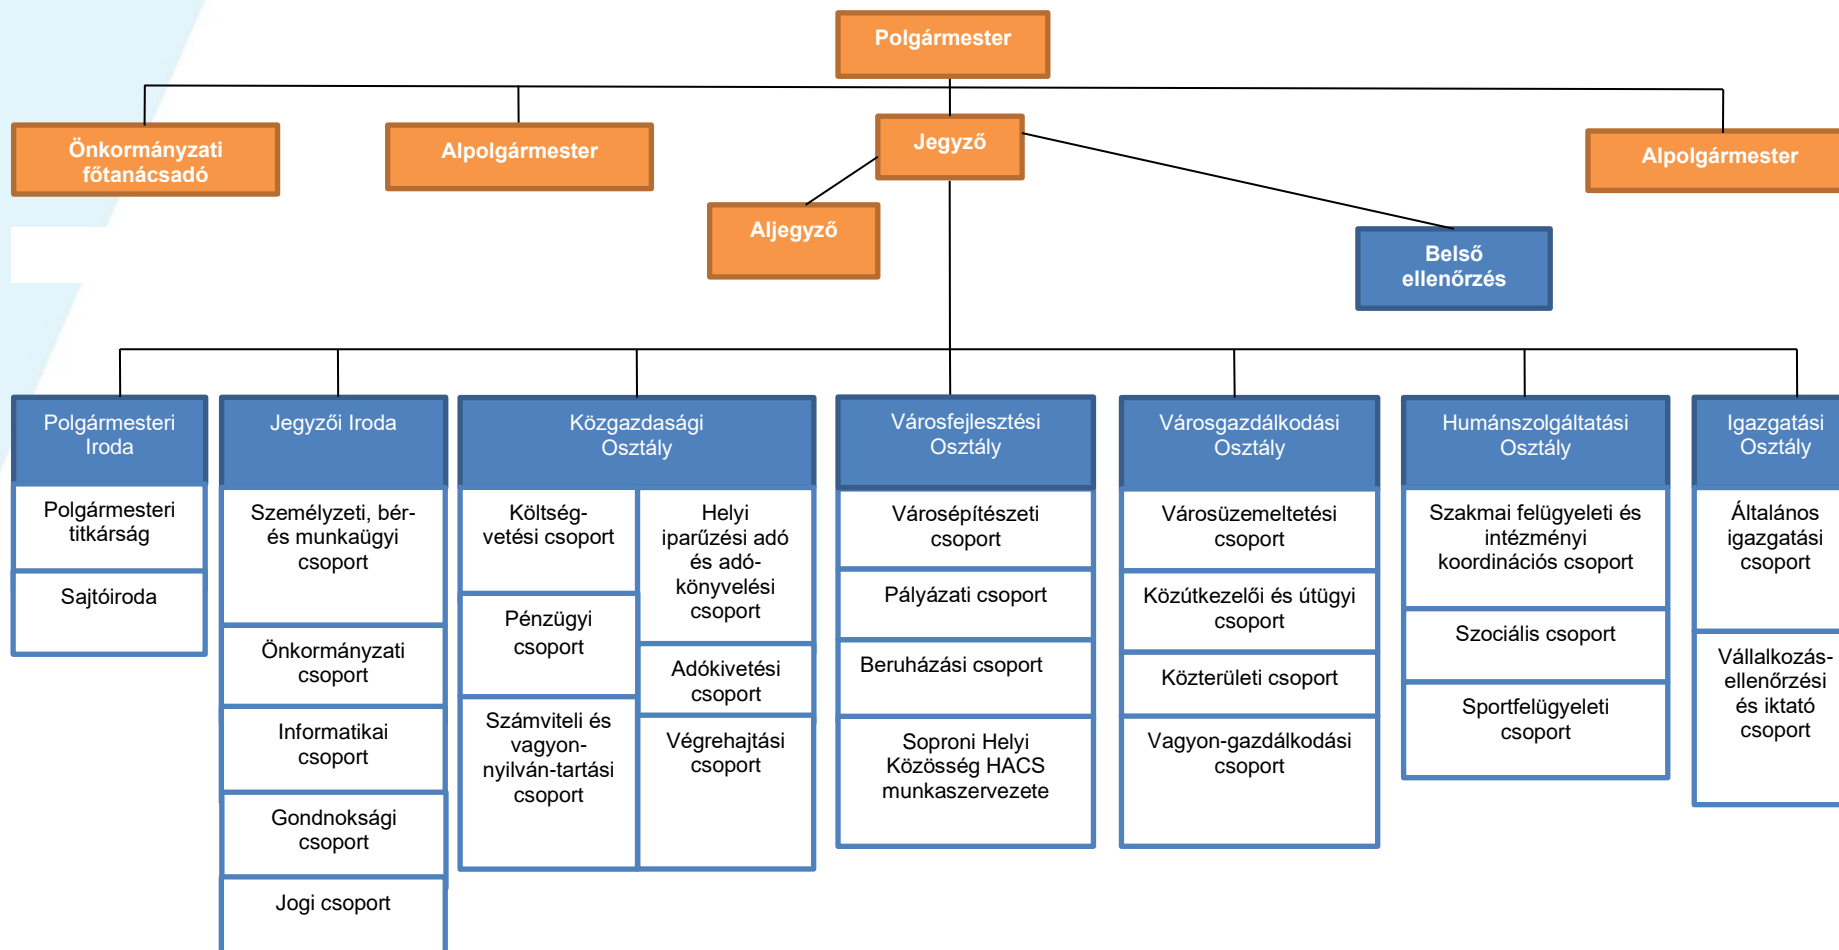 Polgármester
Önkormányzati
főtanácsadó
Alpolgármester
Jegyző
Alpolgármester
Aljegyző
Belső
ellenőrzés
Polgármesteri
Iroda
Polgármesteri
titkárság
Sajtóiroda
Jegyzői Iroda
Személyzeti, bér-
és munkaügyi
csoport
Önkormányzati
csoport
Informatikai
csoport
Gondnoksági
csoport
Jogi csoport
Közgazdasági
Osztály
Költség-
vetési csoport
Pénzügyi
csoport
Számviteli és
vagyon-
nyilván-tartási
csoport
Helyi
iparűzési adó
és adó-
könyvelési
csoport
Adókivetési
csoport
Végrehajtási
csoport
Városfejlesztési
Osztály
Városépítészeti
csoport
Pályázati csoport
Beruházási csoport
Soproni Helyi
Közösség HACS
munkaszervezete
Városgazdálkodási
Osztály
Városüzemeltetési
csoport
Közútkezelői és útügyi
csoport
Közterületi csoport
Vagyon-gazdálkodási
csoport
Humánszolgáltatási
Osztály
Szakmai felügyeleti és
intézményi
koordinációs csoport
Szociális csoport
Sportfelügyeleti
csoport
Igazgatási
Osztály
Általános
igazgatási
csoport
Vállalkozás-
ellenőrzési
és iktató
csoport